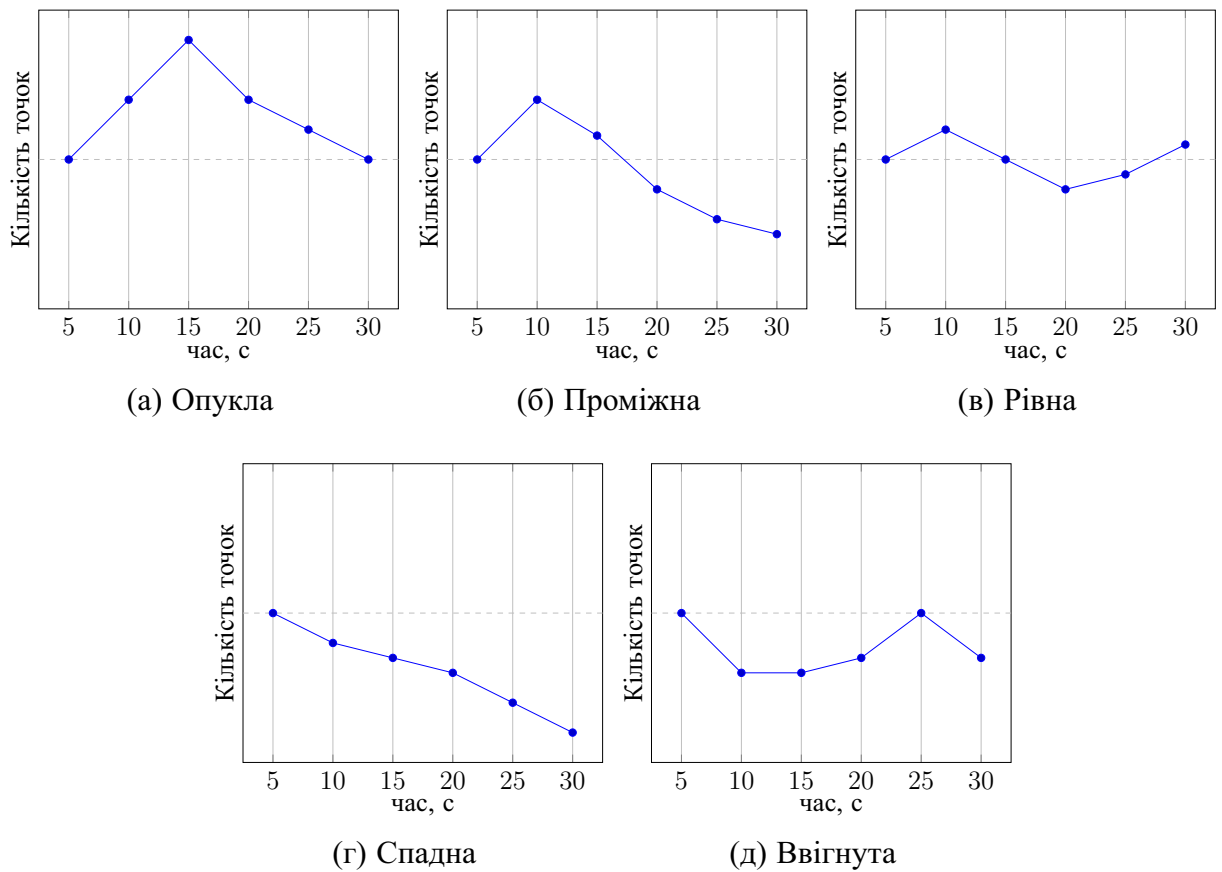 Кількість точок
5 10 15 20 25 30
час, с
(а) Опукла
Кількість точок
5 10 15 20 25 30
час, с
(б) Проміжна
Кількість точок
5 10 15 20 25 30
час, с
(в) Рівна
Кількість точок
5 10 15 20 25 30
час, с
(г) Спадна
Кількість точок
5 10 15 20 25 30
час, с
(д) Ввігнута